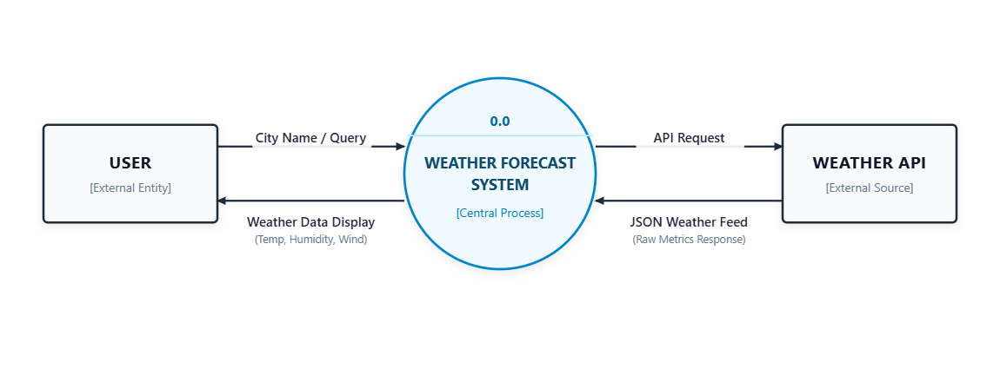 USER
[External Entity]
City Name / Query
Weather Data Display
(Temp, Humidity, Wind)
0.0
WEATHER FORECAST
SYSTEM
[Central Process]
API Request
JSON Weather Feed
(Raw Metrics Response)
WEATHER API
[External Source]